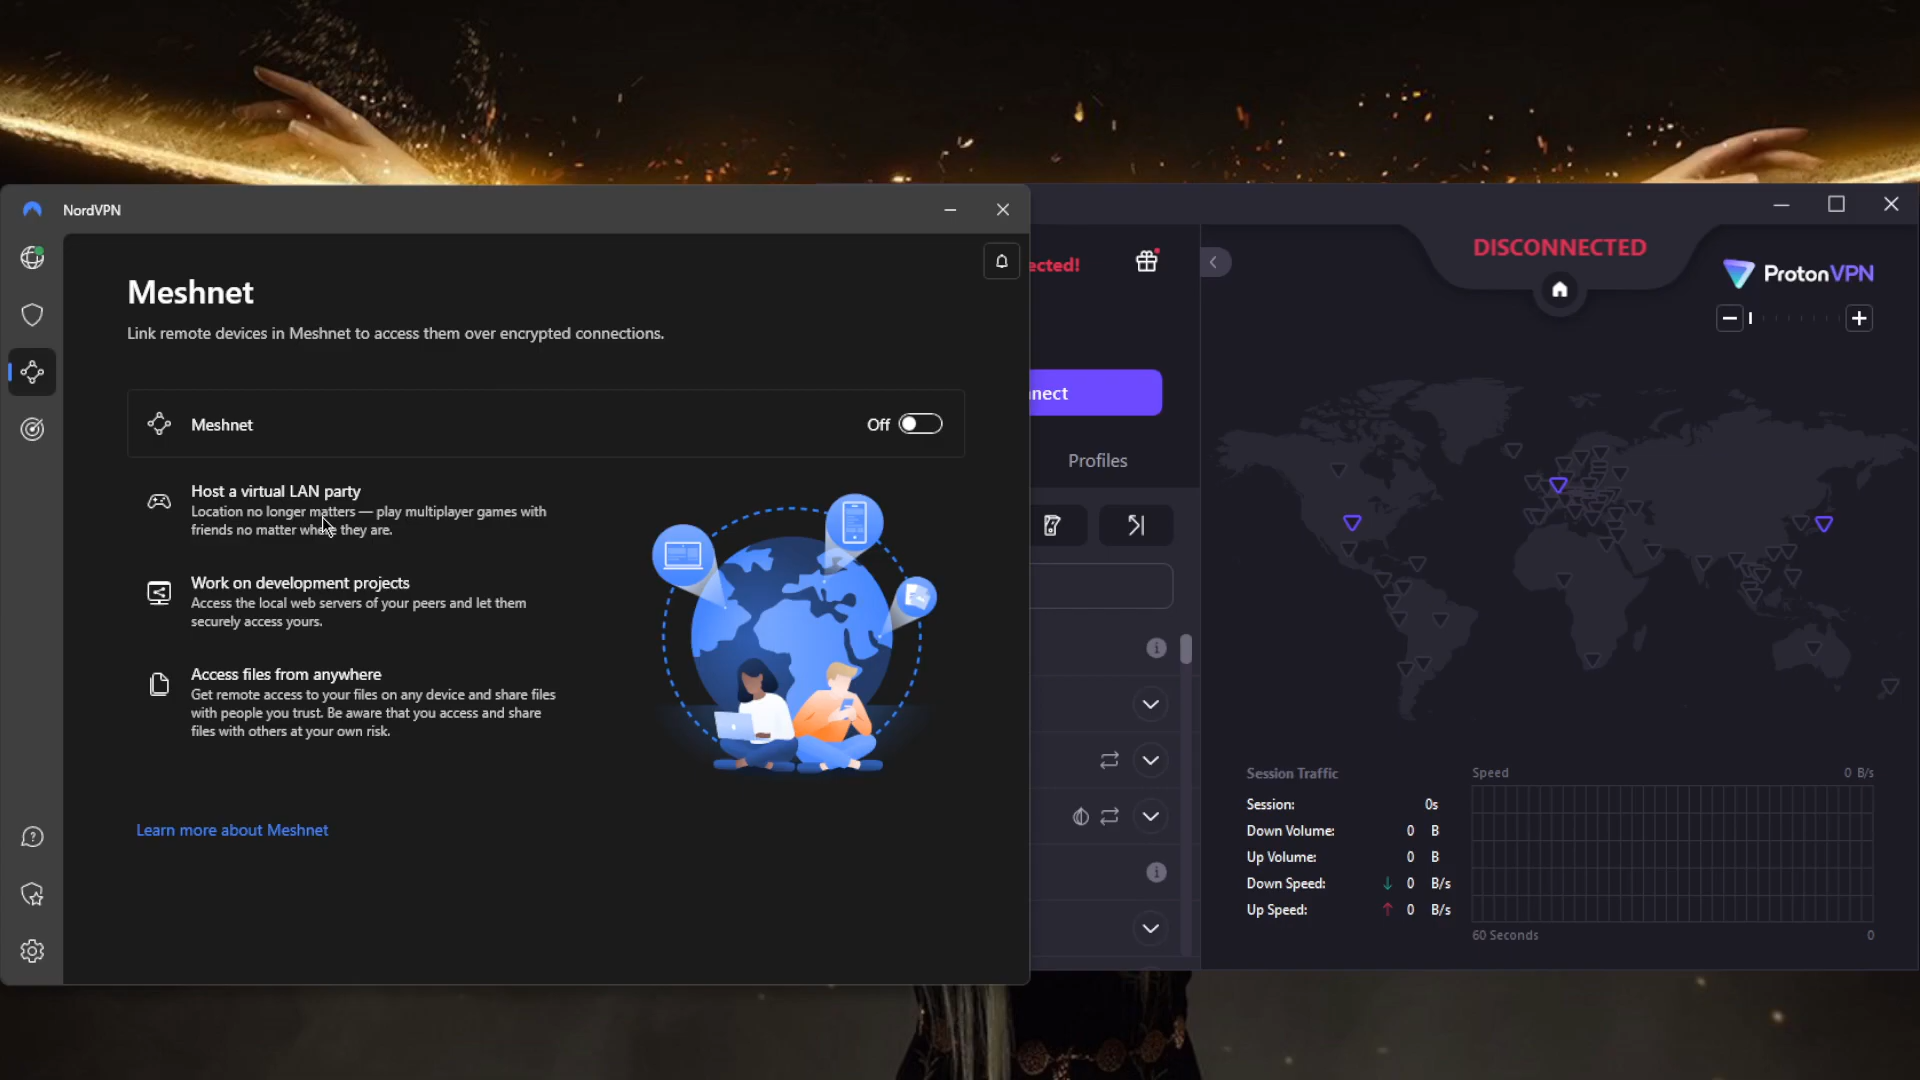 NordVPN
Meshnet
Link remote devices in Meshnet to access them over encrypted connections.
Meshnet
Off
Host a virtual LAN party
Location no longer matters — play multiplayer games with
friends no matter where they are.
Work on development projects
Access the local web servers of your peers and let them
securely access yours.
Access files from anywhere
Get remote access to your files on any device and share files
with people you trust. Be aware that you access and share
files with others at your own risk.
Learn more about Meshnet
ected!
nnect
Profiles
DISCONNECTED
ProtonVPN
Session Traffic
Session: 0s
Down Volume: 0 B
Up Volume: 0 B
Down Speed: ↓ 0 B/s
Up Speed: ↑ 0 B/s
Speed 0 B/s
60 Seconds 0